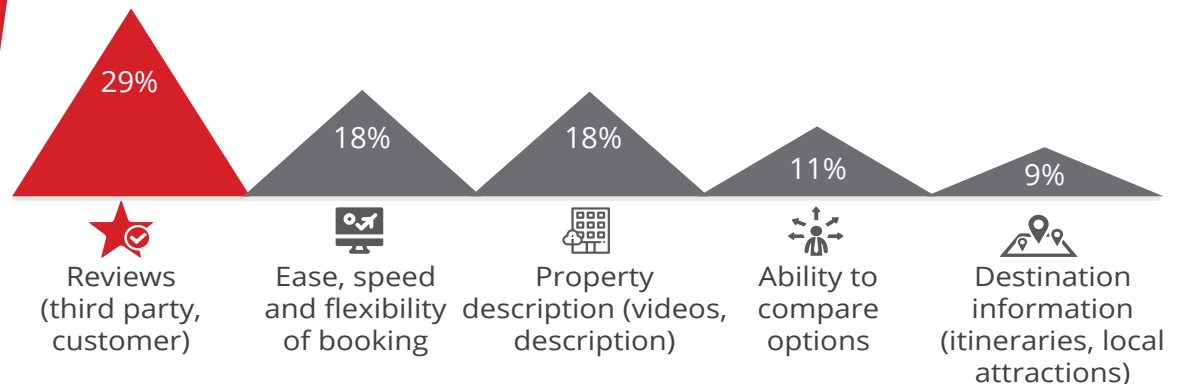 29%
18%
18%
11%
9%
Reviews
(third party,
customer)
Ease, speed
and flexibility
of booking
Property
description (videos,
description)
Ability to
compare
options
Destination
information
(itineraries, local
attractions)